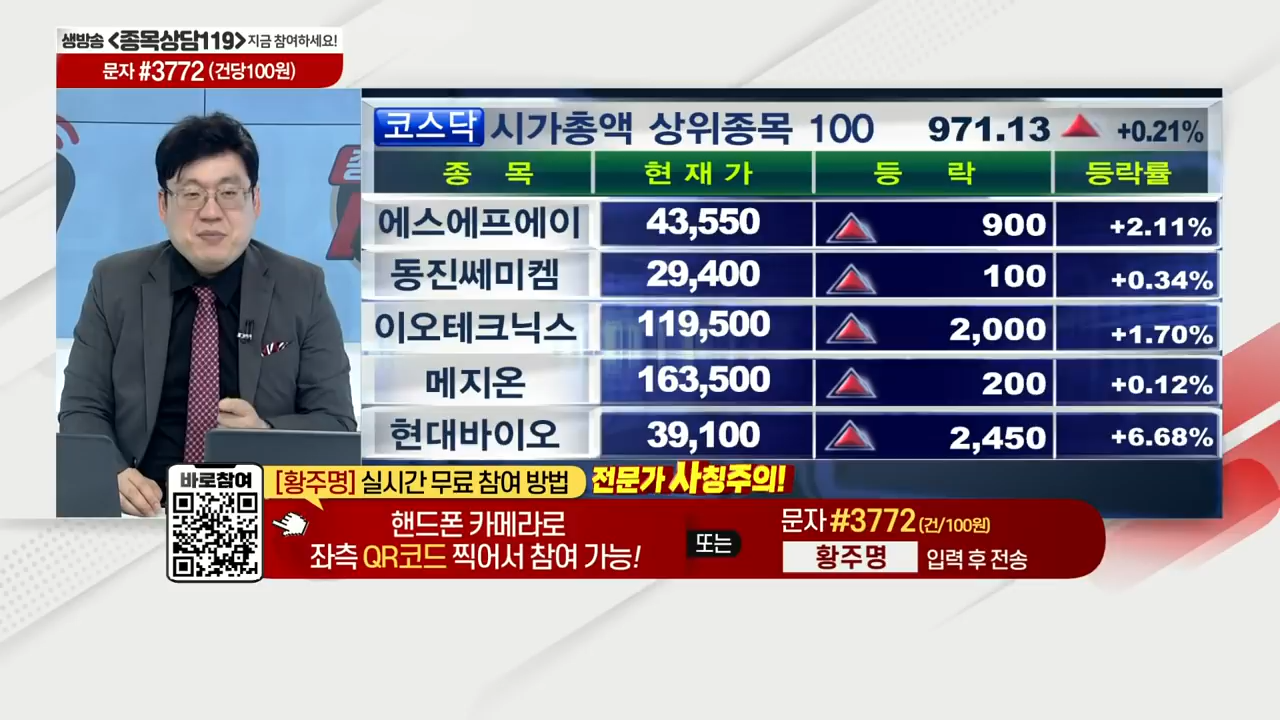 생방송 <종목상담119> 지금 참여하세요!
문자 #3772 (건당100원)
코스닥 시가총액 상위종목 100 971.13 ▲ +0.21%
종 목 현 재 가 등 락 등락률
에스에프에이 43,550 ▲ 900 +2.11%
동진쎄미켐 29,400 ▲ 100 +0.34%
이오테크닉스 119,500 ▲ 2,000 +1.70%
메지온 163,500 ▲ 200 +0.12%
현대바이오 39,100 ▲ 2,450 +6.68%
바로참여
[황주명] 실시간 무료 참여 방법 전문가 사칭주의!
핸드폰 카메라로
좌측 QR코드 찍어서 참여 가능!
또는
문자 #3772 (건/100원)
황주명 입력 후 전송